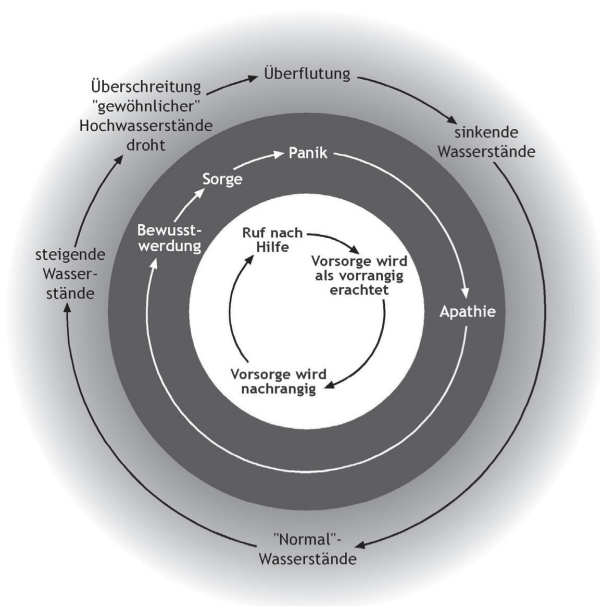 Überflutung
Überschreitung
"gewöhnlicher"
Hochwasserstände
droht
sinkende
Wasserstände
Panik
Sorge
Bewusst-
werdung
Ruf nach
Hilfe
Vorsorge wird
als vorrangig
erachtet
steigende
Wasser-
stände
Apathie
Vorsorge wird
nachrangig
"Normal"-
Wasserstände